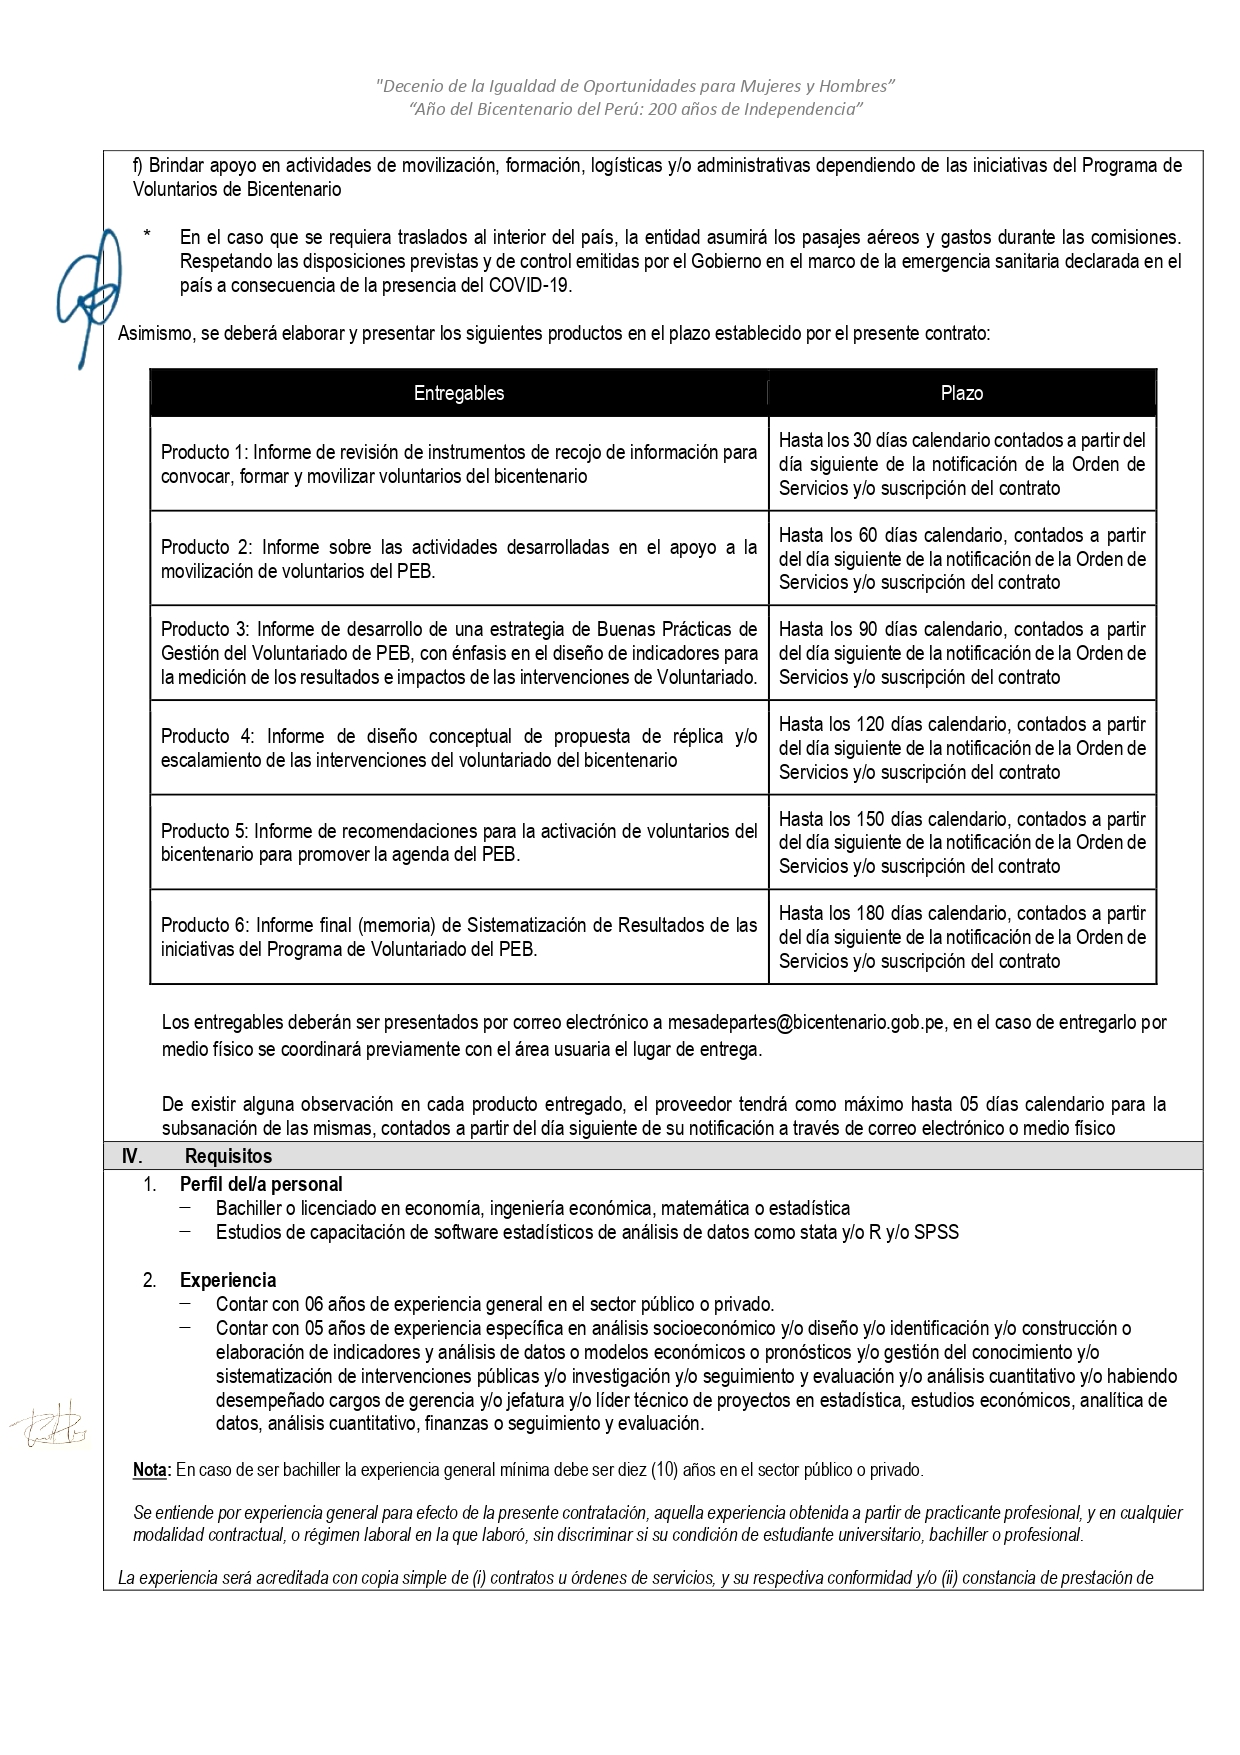 "Decenio de la Igualdad de Oportunidades para Mujeres y Hombres”
“Año del Bicentenario del Perú: 200 años de Independencia”
f) Brindar apoyo en actividades de movilización, formación, logísticas y/o administrativas dependiendo de las iniciativas del Programa de
Voluntarios de Bicentenario
* En el caso que se requiera traslados al interior del país, la entidad asumirá los pasajes aéreos y gastos durante las comisiones.
Respetando las disposiciones previstas y de control emitidas por el Gobierno en el marco de la emergencia sanitaria declarada en el
país a consecuencia de la presencia del COVID-19.
Asimismo, se deberá elaborar y presentar los siguientes productos en el plazo establecido por el presente contrato:
Entregables
Plazo
Producto 1: Informe de revisión de instrumentos de recojo de información para
convocar, formar y movilizar voluntarios del bicentenario
Hasta los 30 días calendario contados a partir del
día siguiente de la notificación de la Orden de
Servicios y/o suscripción del contrato
Producto 2: Informe sobre las actividades desarrolladas en el apoyo a la
movilización de voluntarios del PEB.
Hasta los 60 días calendario, contados a partir
del día siguiente de la notificación de la Orden de
Servicios y/o suscripción del contrato
Producto 3: Informe de desarrollo de una estrategia de Buenas Prácticas de
Gestión del Voluntariado de PEB, con énfasis en el diseño de indicadores para
la medición de los resultados e impactos de las intervenciones de Voluntariado.
Hasta los 90 días calendario, contados a partir
del día siguiente de la notificación de la Orden de
Servicios y/o suscripción del contrato
Producto 4: Informe de diseño conceptual de propuesta de réplica y/o
escalamiento de las intervenciones del voluntariado del bicentenario
Hasta los 120 días calendario, contados a partir
del día siguiente de la notificación de la Orden de
Servicios y/o suscripción del contrato
Producto 5: Informe de recomendaciones para la activación de voluntarios del
bicentenario para promover la agenda del PEB.
Hasta los 150 días calendario, contados a partir
del día siguiente de la notificación de la Orden de
Servicios y/o suscripción del contrato
Producto 6: Informe final (memoria) de Sistematización de Resultados de las
iniciativas del Programa de Voluntariado del PEB.
Hasta los 180 días calendario, contados a partir
del día siguiente de la notificación de la Orden de
Servicios y/o suscripción del contrato
Los entregables deberán ser presentados por correo electrónico a mesadepartes@bicentenario.gob.pe, en el caso de entregarlo por
medio físico se coordinará previamente con el área usuaria el lugar de entrega.
De existir alguna observación en cada producto entregado, el proveedor tendrá como máximo hasta 05 días calendario para la
subsanación de las mismas, contados a partir del día siguiente de su notificación a través de correo electrónico o medio físico
IV. Requisitos
1. Perfil del/a personal
– Bachiller o licenciado en economía, ingeniería económica, matemática o estadística
– Estudios de capacitación de software estadísticos de análisis de datos como stata y/o R y/o SPSS
2. Experiencia
– Contar con 06 años de experiencia general en el sector público o privado.
– Contar con 05 años de experiencia específica en análisis socioeconómico y/o diseño y/o identificación y/o construcción o
elaboración de indicadores y análisis de datos o modelos económicos o pronósticos y/o gestión del conocimiento y/o
sistematización de intervenciones públicas y/o investigación y/o seguimiento y evaluación y/o análisis cuantitativo y/o habiendo
desempeñado cargos de gerencia y/o jefatura y/o líder técnico de proyectos en estadística, estudios económicos, analítica de
datos, análisis cuantitativo, finanzas o seguimiento y evaluación.
Nota: En caso de ser bachiller la experiencia general mínima debe ser diez (10) años en el sector público o privado.
Se entiende por experiencia general para efecto de la presente contratación, aquella experiencia obtenida a partir de practicante profesional, y en cualquier
modalidad contractual, o régimen laboral en la que laboró, sin discriminar si su condición de estudiante universitario, bachiller o profesional.
La experiencia será acreditada con copia simple de (i) contratos u órdenes de servicios, y su respectiva conformidad y/o (ii) constancia de prestación de